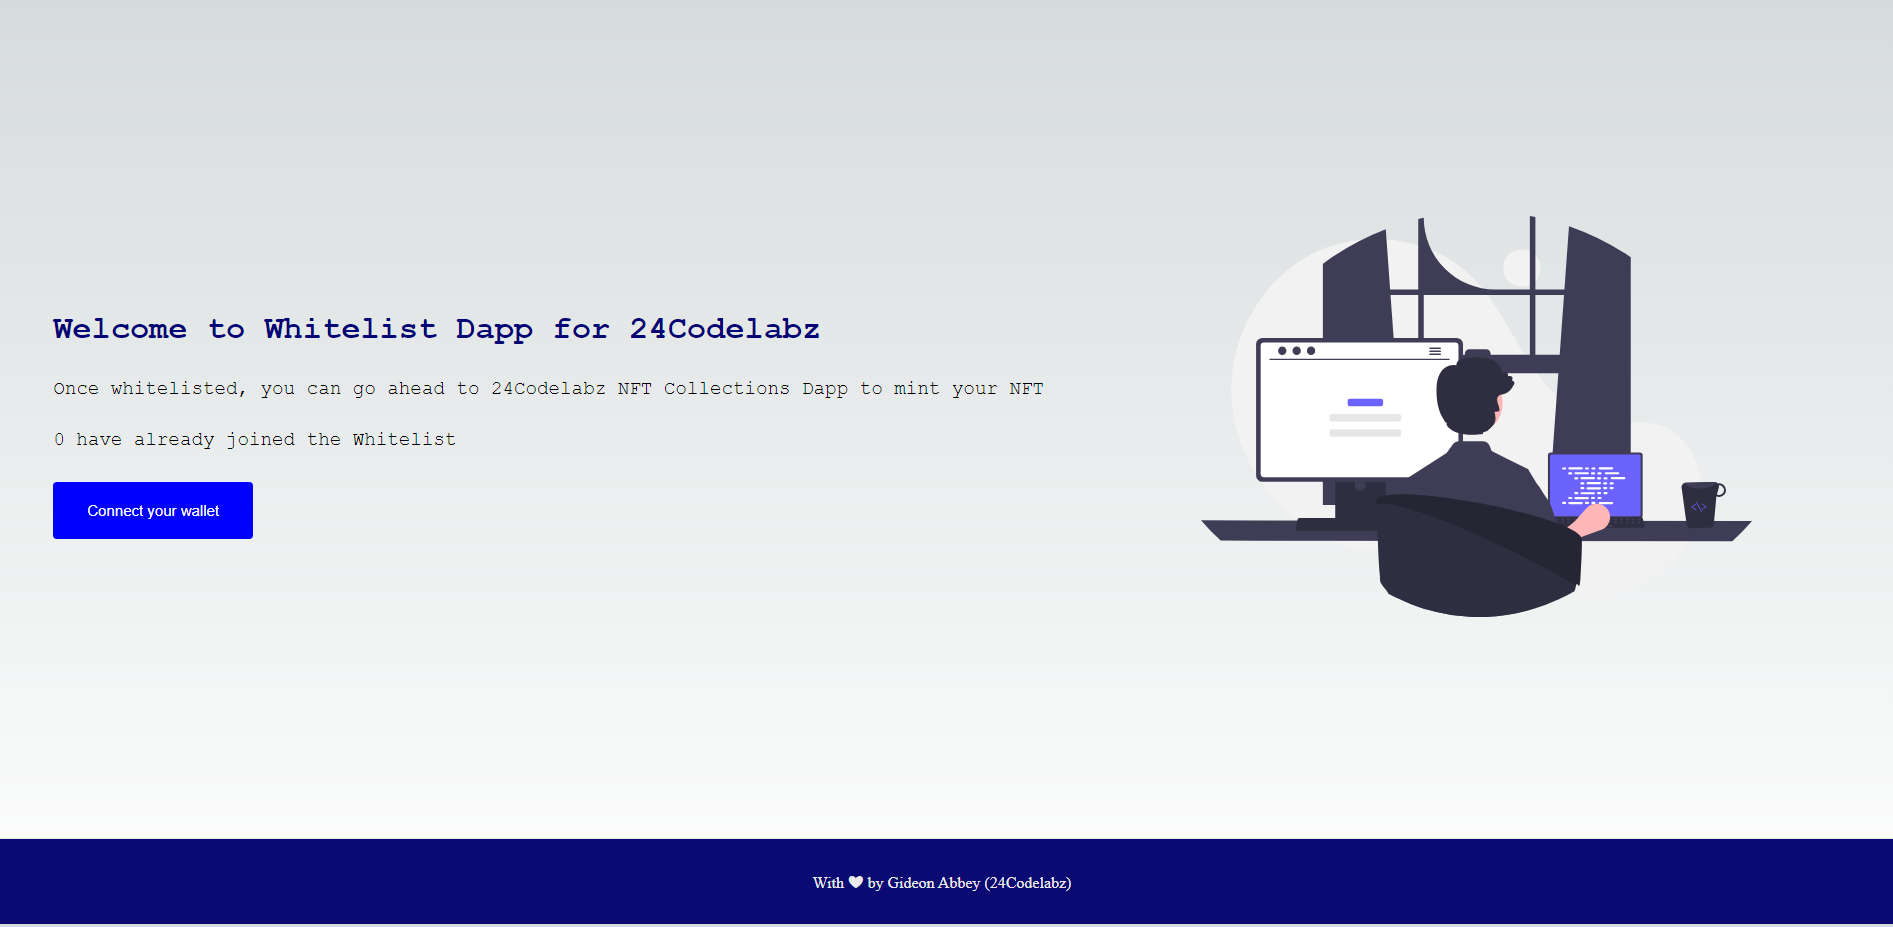 Welcome to Whitelist Dapp for 24Codelabz
Once whitelisted, you can go ahead to 24Codelabz NFT Collections Dapp to mint your NFT
0 have already joined the Whitelist
Connect your wallet
With ♥ by Gideon Abbey (24Codelabz)